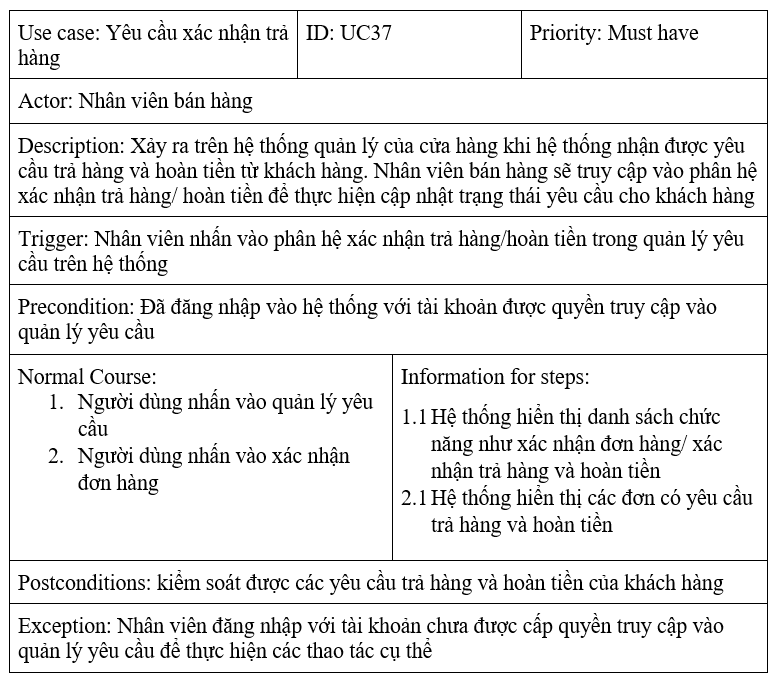 Use case: Yêu cầu xác nhận trả
hàng
ID: UC37
Priority: Must have
Actor: Nhân viên bán hàng
Description: Xảy ra trên hệ thống quản lý của cửa hàng khi hệ thống nhận được yêu
cầu trả hàng và hoàn tiền từ khách hàng. Nhân viên bán hàng sẽ truy cập vào phân hệ
xác nhận trả hàng/ hoàn tiền để thực hiện cập nhật trạng thái yêu cầu cho khách hàng
Trigger: Nhân viên nhấn vào phân hệ xác nhận trả hàng/hoàn tiền trong quản lý yêu
cầu trên hệ thống
Precondition: Đã đăng nhập vào hệ thống với tài khoản được quyền truy cập vào
quản lý yêu cầu
Normal Course:
1. Người dùng nhấn vào quản lý yêu
cầu
2. Người dùng nhấn vào xác nhận
đơn hàng
Information for steps:
1.1 Hệ thống hiển thị danh sách chức
năng như xác nhận đơn hàng/ xác
nhận trả hàng và hoàn tiền
2.1 Hệ thống hiển thị các đơn có yêu cầu
trả hàng và hoàn tiền
Postconditions: kiểm soát được các yêu cầu trả hàng và hoàn tiền của khách hàng
Exception: Nhân viên đăng nhập với tài khoản chưa được cấp quyền truy cập vào
quản lý yêu cầu để thực hiện các thao tác cụ thể